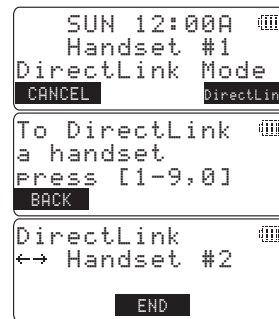 SUN 12:00A
Handset #1
DirectLink Mode
CANCEL DirectLin
To DirectLink
a handset
press [1-9,0]
BACK
DirectLink
←→ Handset #2
END